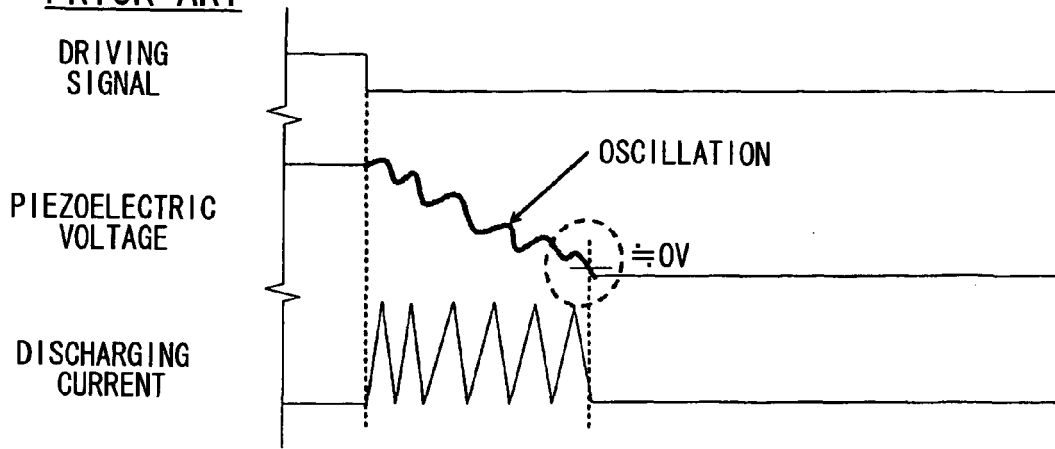 PRIOR ART
DRIVING
SIGNAL
OSCILLATION
PIEZOELECTRIC
VOLTAGE
≒0V
DISCHARGING
CURRENT